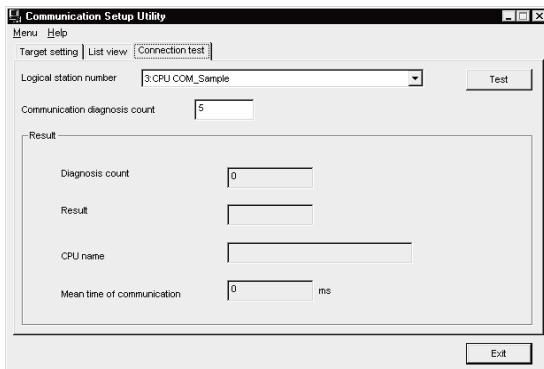 Communication Setup Utility
Menu Help
Target setting List view Connection test
Logical station number 3:CPU COM_Sample Test
Communication diagnosis count 5
Result
Diagnosis count 0
Result
CPU name
Mean time of communication 0 ms
Exit